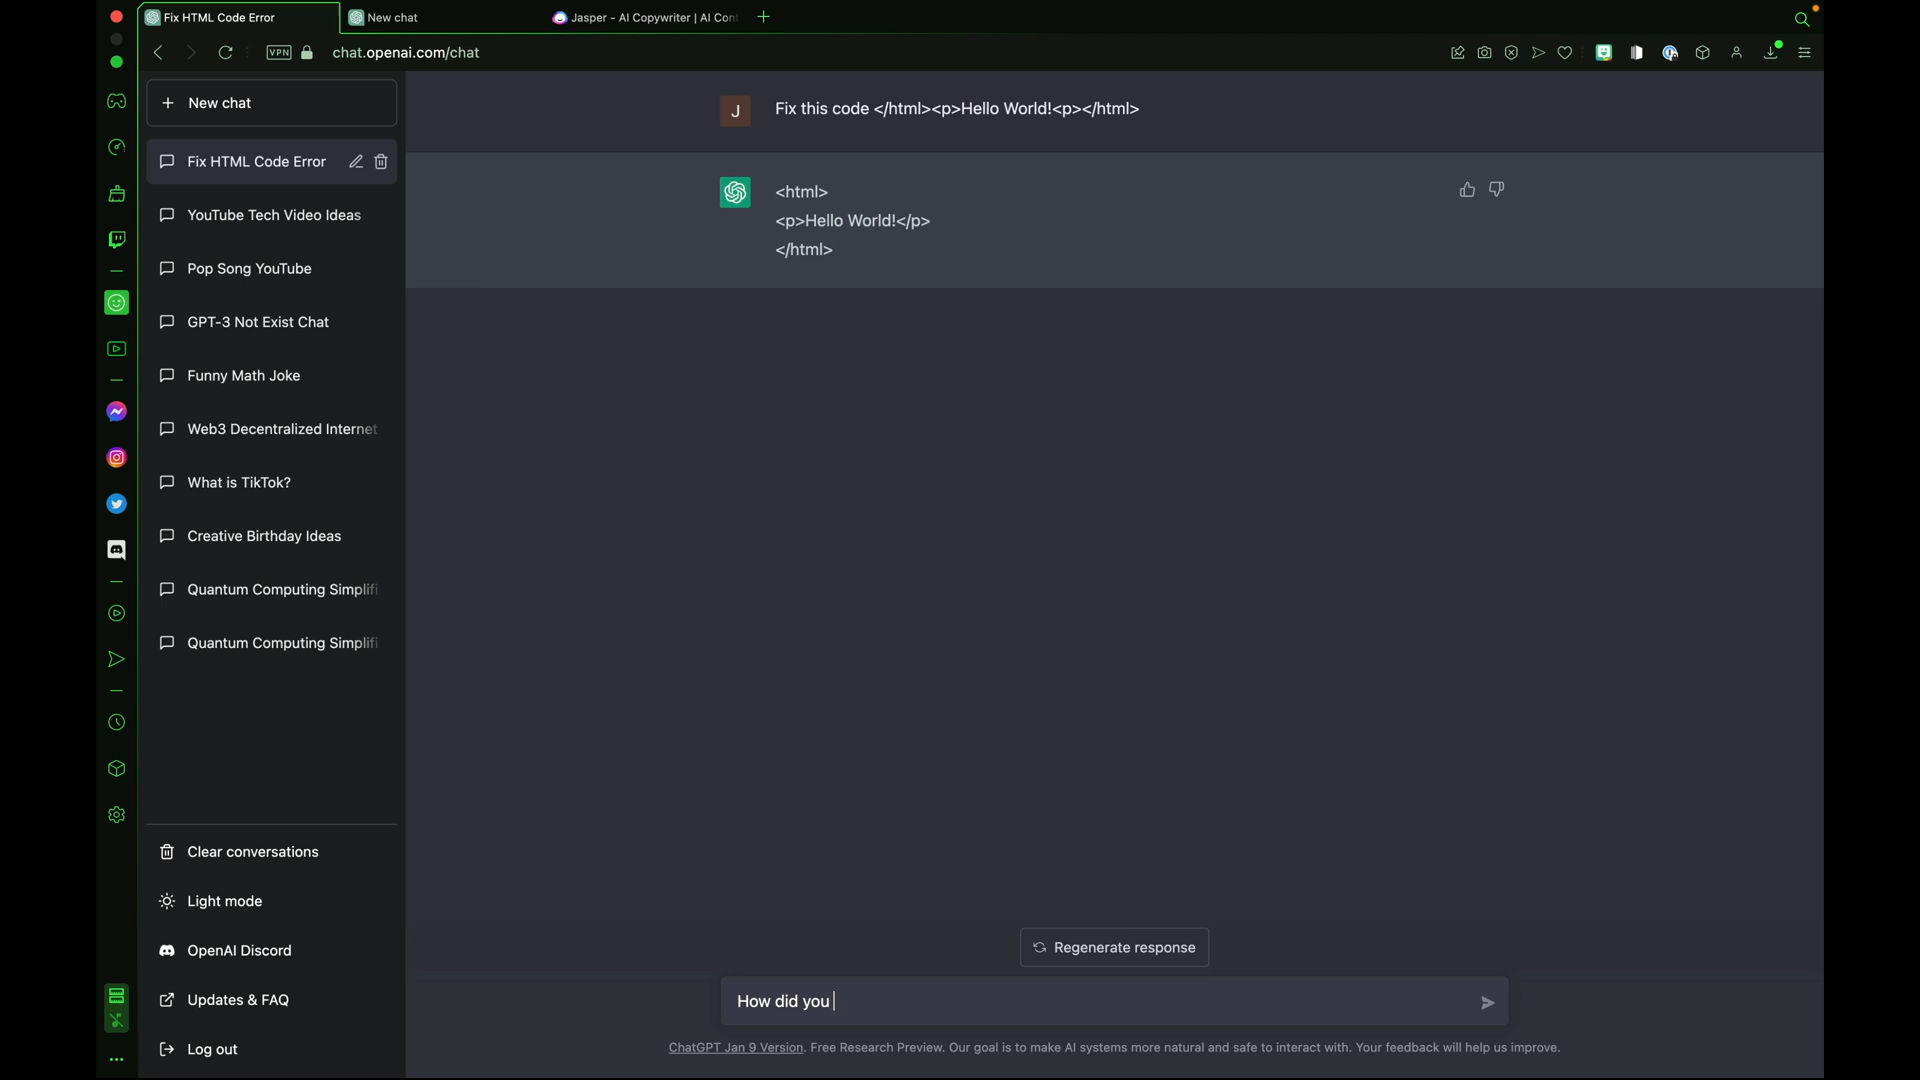 Fix HTML Code Error
New chat
Jasper - AI Copywriter | AI Con
VPN
chat.openai.com/chat
New chat
Fix HTML Code Error
YouTube Tech Video Ideas
Pop Song YouTube
GPT-3 Not Exist Chat
Funny Math Joke
Web3 Decentralized Internet
What is TikTok?
Creative Birthday Ideas
Quantum Computing Simplifi
Quantum Computing Simplifi
Clear conversations
Light mode
OpenAI Discord
Updates & FAQ
Log out
J
Fix this code </html><p>Hello World!<p></html>
<html>
<p>Hello World!</p>
</html>
Regenerate response
How did you
ChatGPT Jan 9 Version. Free Research Preview. Our goal is to make AI systems more natural and safe to interact with. Your feedback will help us improve.